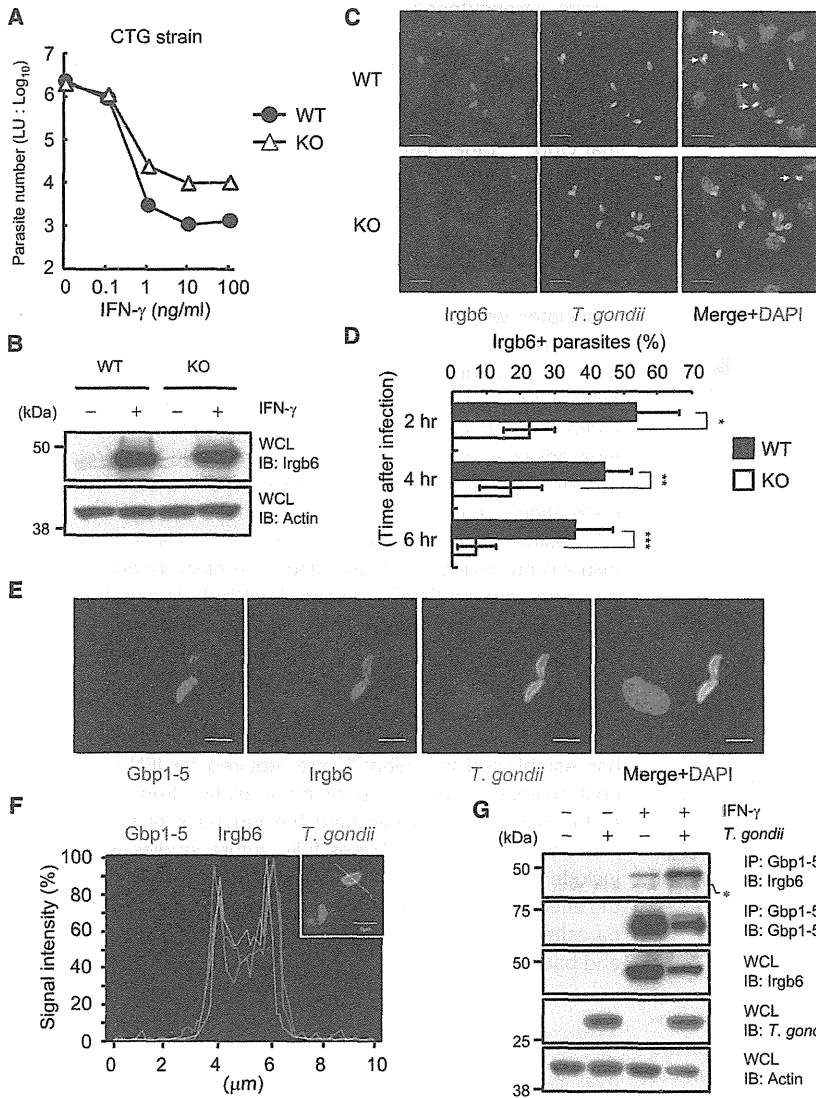 A
CTG strain
Parasite number (LU : Log10)
7
6
5
4
3
2
0 0.1 1 10 100
IFN-γ (ng/ml)
WT
KO
B
WT KO
(kDa) − + − + IFN-γ
50
WCL
IB: Irgb6
38
WCL
IB: Actin
C
WT
KO
Irgb6 T. gondii Merge+DAPI
D
Irgb6+ parasites (%)
0 10 20 30 40 50 60 70
(Time after infection)
2 hr
4 hr
6 hr
*
**
***
WT
KO
E
Gbp1-5 Irgb6 T. gondii Merge+DAPI
F
Gbp1-5 Irgb6 T. gondii
Signal intensity (%)
100
80
60
40
20
0
0 2 4 6 8 10
(μm)
G
− − + + IFN-γ
(kDa) − + − + T. gondii
50
IP: Gbp1-5
IB: Irgb6
*
75
IP: Gbp1-5
IB: Gbp1-5
50
WCL
IB: Irgb6
25
WCL
IB: T. gond
38
WCL
IB: Actin